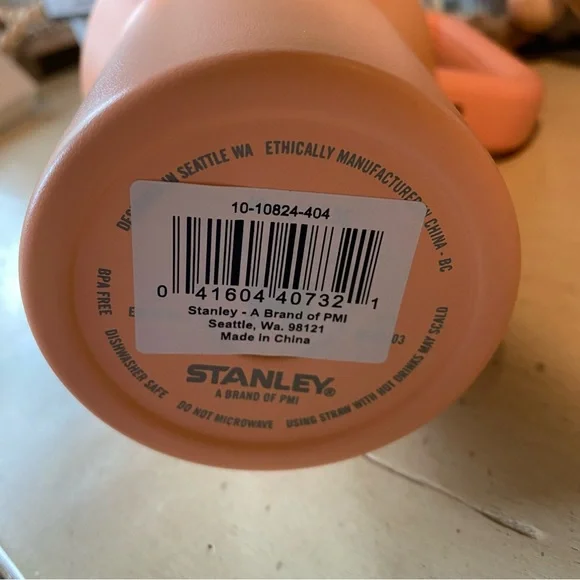 IN SEATTLE WA ETHICALLY MANUFACTURED CHINA - BC
10-10824-404
0 41604 40732 1
Stanley - A Brand of PMI
Seattle, Wa. 98121
Made In China
03
BPA FREE DISHWASHER SAFE DO NOT MICROWAVE USING STRAW WITH HOT DRINKS MAY SCALD
STANLEY®
A BRAND OF PMI